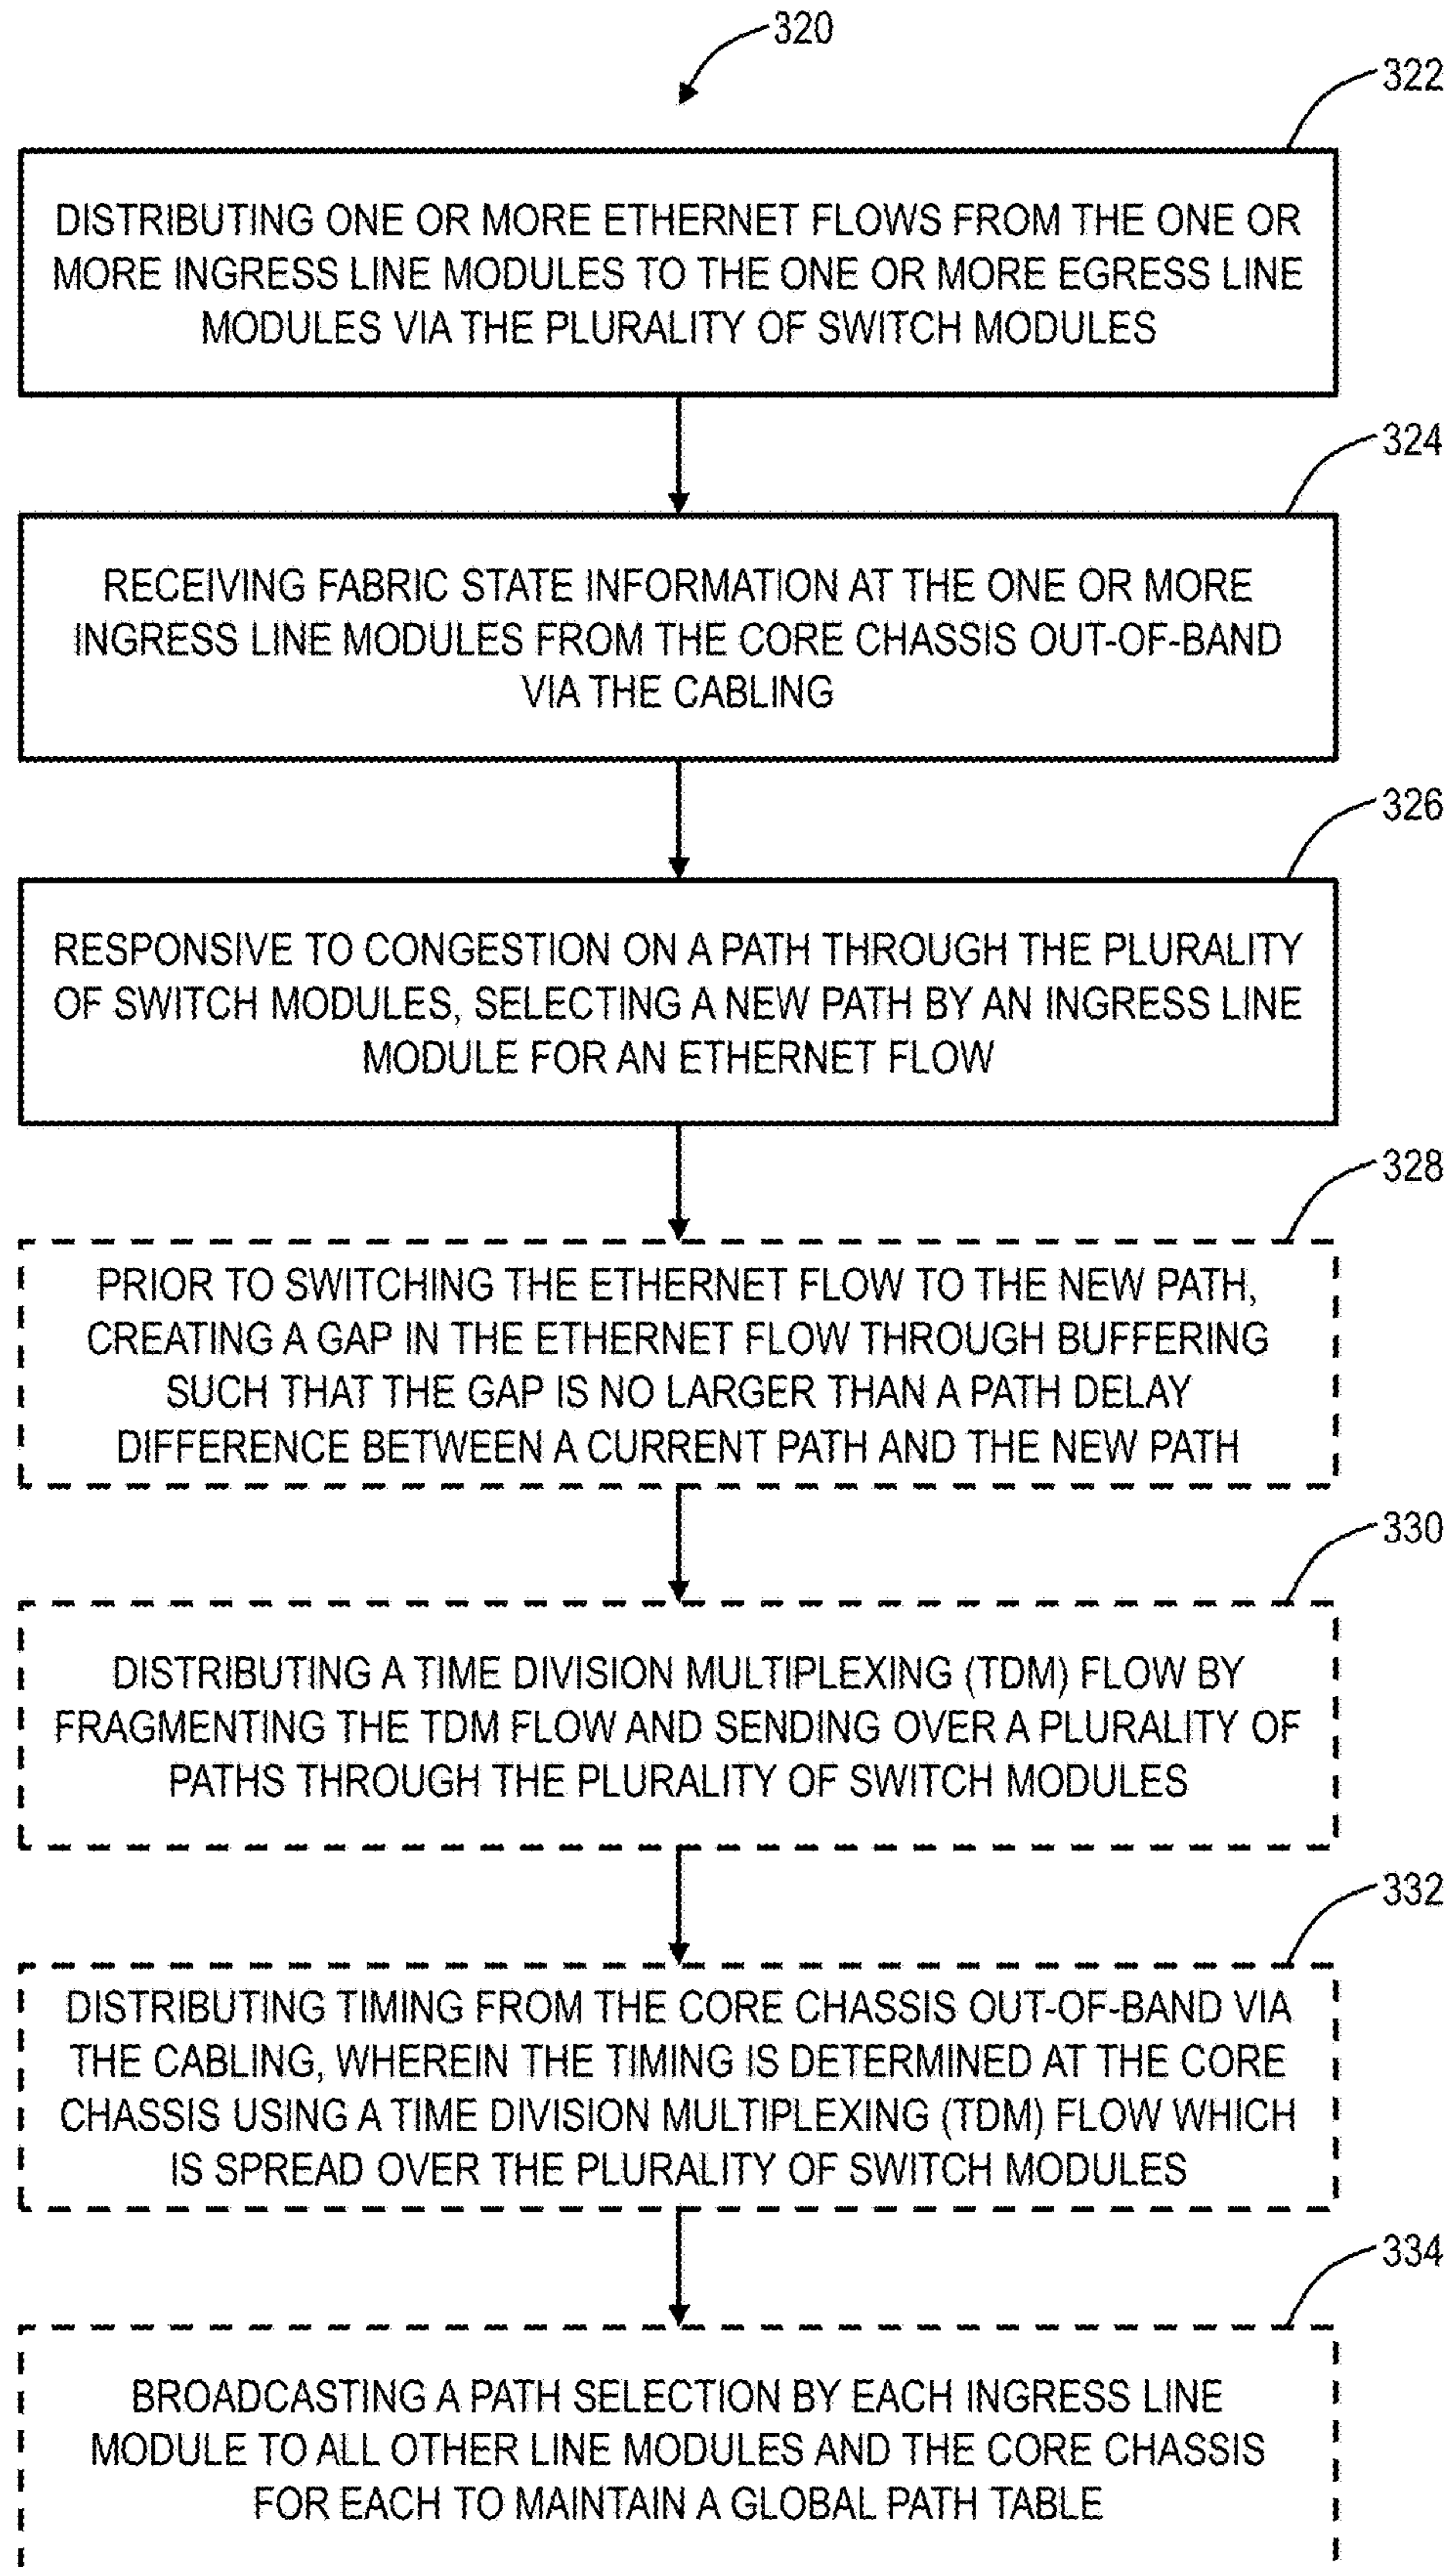 320
322
DISTRIBUTING ONE OR MORE ETHERNET FLOWS FROM THE ONE OR
MORE INGRESS LINE MODULES TO THE ONE OR MORE EGRESS LINE
MODULES VIA THE PLURALITY OF SWITCH MODULES
324
RECEIVING FABRIC STATE INFORMATION AT THE ONE OR MORE
INGRESS LINE MODULES FROM THE CORE CHASSIS OUT-OF-BAND
VIA THE CABLING
326
RESPONSIVE TO CONGESTION ON A PATH THROUGH THE PLURALITY
OF SWITCH MODULES, SELECTING A NEW PATH BY AN INGRESS LINE
MODULE FOR AN ETHERNET FLOW
328
PRIOR TO SWITCHING THE ETHERNET FLOW TO THE NEW PATH,
CREATING A GAP IN THE ETHERNET FLOW THROUGH BUFFERING
SUCH THAT THE GAP IS NO LARGER THAN A PATH DELAY
DIFFERENCE BETWEEN A CURRENT PATH AND THE NEW PATH
330
DISTRIBUTING A TIME DIVISION MULTIPLEXING (TDM) FLOW BY
FRAGMENTING THE TDM FLOW AND SENDING OVER A PLURALITY OF
PATHS THROUGH THE PLURALITY OF SWITCH MODULES
332
DISTRIBUTING TIMING FROM THE CORE CHASSIS OUT-OF-BAND VIA
THE CABLING, WHEREIN THE TIMING IS DETERMINED AT THE CORE
CHASSIS USING A TIME DIVISION MULTIPLEXING (TDM) FLOW WHICH
IS SPREAD OVER THE PLURALITY OF SWITCH MODULES
334
BROADCASTING A PATH SELECTION BY EACH INGRESS LINE
MODULE TO ALL OTHER LINE MODULES AND THE CORE CHASSIS
FOR EACH TO MAINTAIN A GLOBAL PATH TABLE